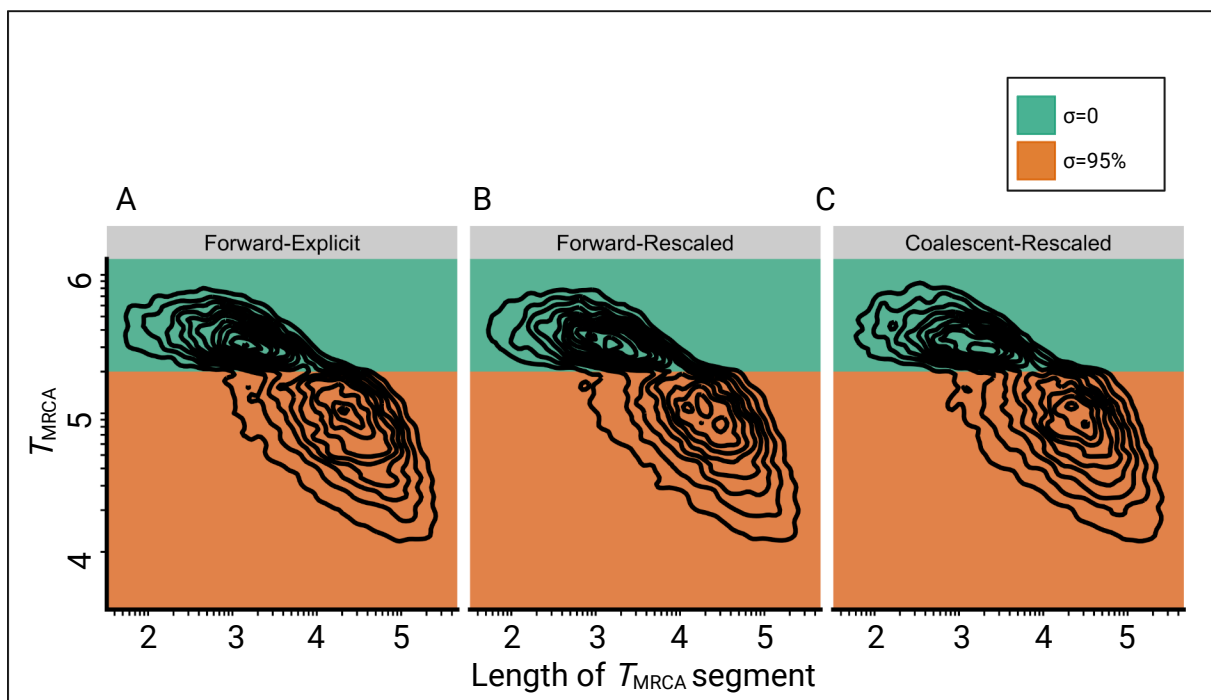 σ=0
σ=95%
A B C
Forward-Explicit Forward-Rescaled Coalescent-Rescaled
6
5
4
TMRCA
2 3 4 5 2 3 4 5 2 3 4 5
Length of TMRCA segment